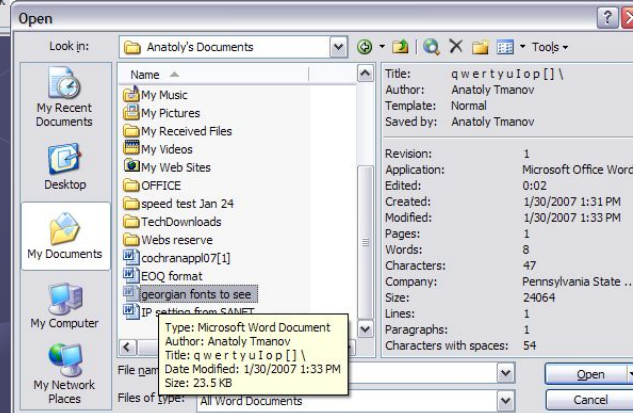 Open
Look in:
Anatoly's Documents
Tools
My Recent
Documents
Desktop
My Documents
My Computer
My Network
Places
Name
My Music
My Pictures
My Received Files
My Videos
My Web Sites
OFFICE
speed test Jan 24
TechDownloads
Webs reserve
cochranappl07[1]
EOQ format
georgian fonts to see
IP setting from SANET
Type: Microsoft Word Document
Author: Anatoly Tmanov
Title: q w e r t y u I o p [ ] \
Date Modified: 1/30/2007 1:33 PM
Size: 23.5 KB
Title: q w e r t y u I o p [ ] \
Author: Anatoly Tmanov
Template: Normal
Saved by: Anatoly Tmanov
Revision: 1
Application: Microsoft Office Word
Edited: 0:02
Created: 1/30/2007 1:31 PM
Modified: 1/30/2007 1:33 PM
Pages: 1
Words: 8
Characters: 47
Company: Pennsylvania State ...
Size: 24064
Lines: 1
Paragraphs: 1
Characters with spaces: 54
File nam
Open
Files of type: All Word Documents
Cancel